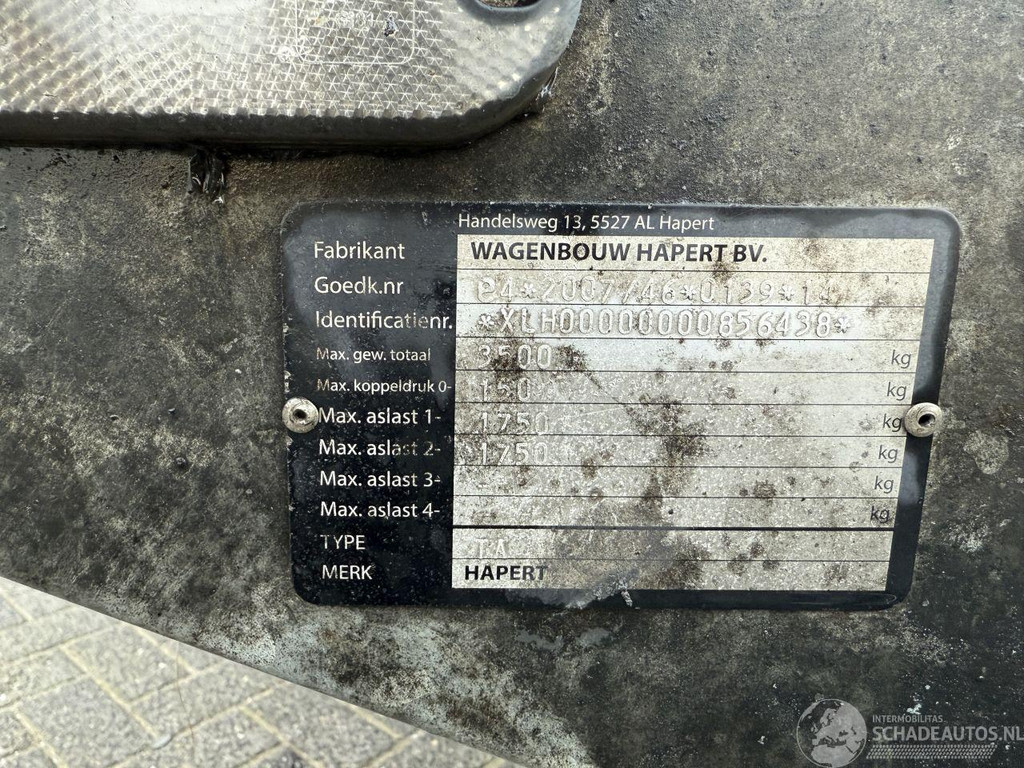 Handelsweg 13, 5527 AL Hapert
Fabrikant WAGENBOUW HAPERT BV.
Goedk.nr e4*2007/46*0139*14
Identificatienr. *XLH00000000856438*
Max. gew. totaal 3500 kg
Max. koppeldruk 0- 150 kg
Max. aslast 1- 1750 kg
Max. aslast 2- 1750 kg
Max. aslast 3- kg
Max. aslast 4- kg
TYPE TA
MERK HAPERT
INTERMOBILITAS
SCHADEAUTOS.NL